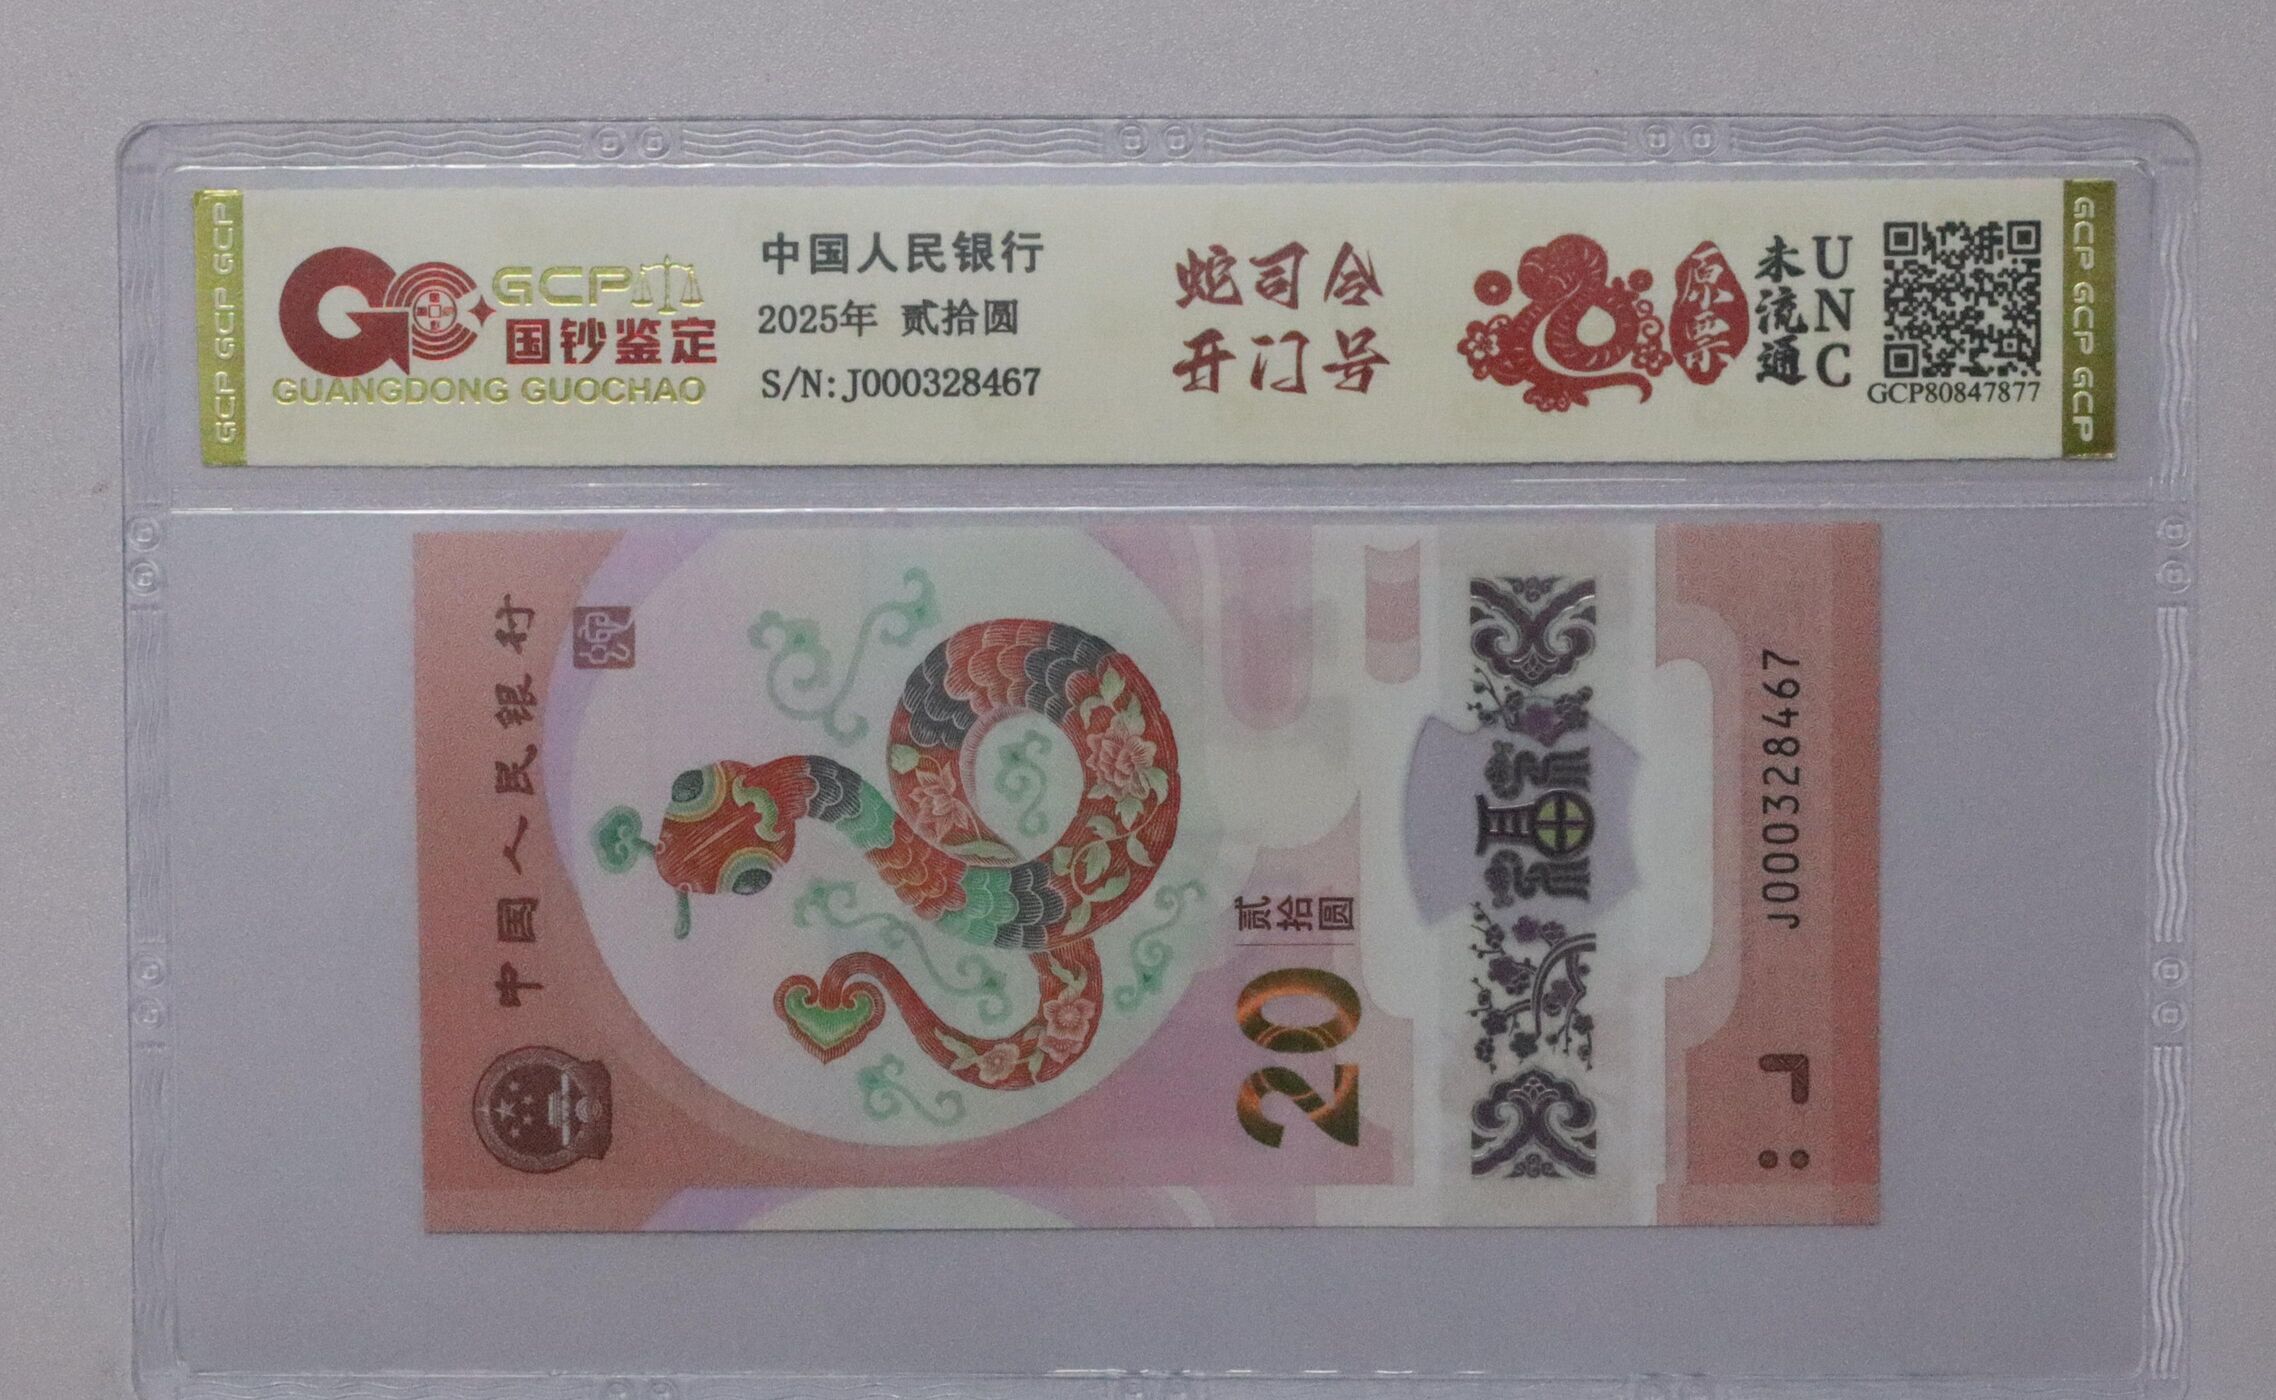 GCP GCP GCP GCP
GCP
国钞鉴定
GUANGDONG GUOCHAO
中国人民银行
2025年 贰拾圆
S/N:J000328467
蛇司令
开门号
原票
未流通
UNC
GCP80847877
GCP GCP GCP
中国人民银行
贰拾圆
20
福
J000328467